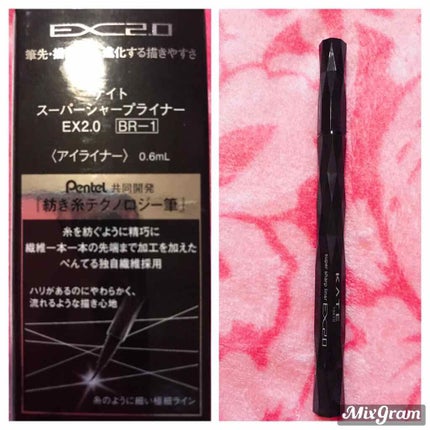 EX2.0
筆先・描
進化する描きやすさ
イト
スーパーシャープライナー
EX2.0 BR-1
〈アイライナー〉 0.6mL
Pentel 共同開発
『紡ぎ糸テクノロジー筆』
糸を紡ぐように精巧に
繊維一本一本の先端まで加工を加えた
ぺんてる独自繊維採用
ハリがあるのにやわらかく、
流れるような描き心地
糸のように細い極細ライン
KATE
TOKYO
super sharp liner EX2.0
MixGram